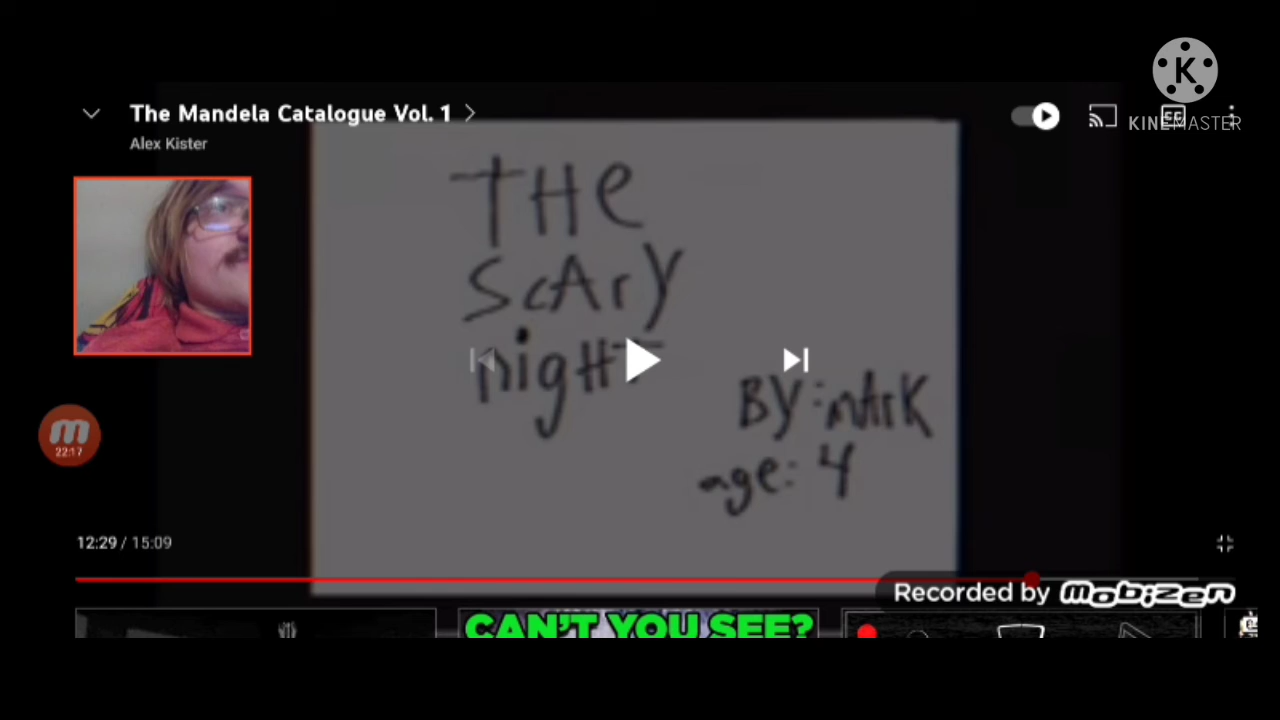 The Mandela Catalogue Vol. 1
Alex Kister
KINEMASTER
THe
ScAry
nigHT
BY: mArK
age: 4
22:17
12:29 / 15:09
Recorded by mobizen
CAN'T YOU SEE?